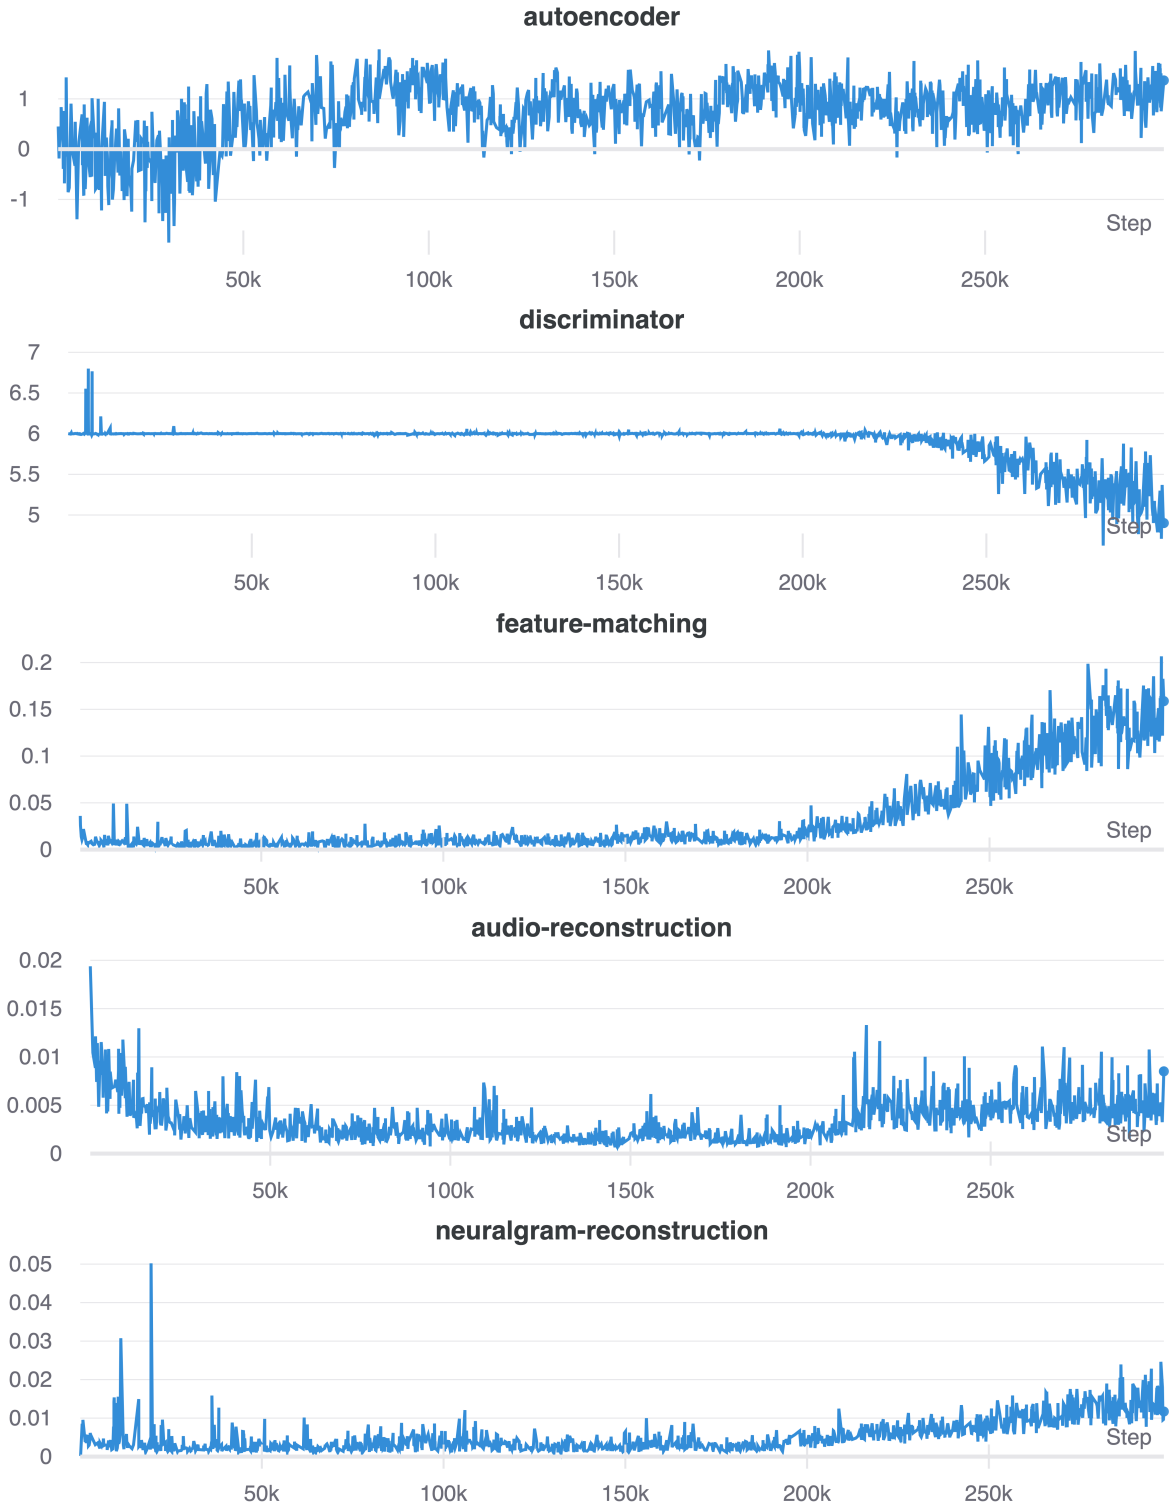 autoencoder
1
0
-1
Step
50k 100k 150k 200k 250k
discriminator
7
6.5
6
5.5
5
Step
50k 100k 150k 200k 250k
feature-matching
0.2
0.15
0.1
0.05
0
Step
50k 100k 150k 200k 250k
audio-reconstruction
0.02
0.015
0.01
0.005
0
Step
50k 100k 150k 200k 250k
neuralgram-reconstruction
0.05
0.04
0.03
0.02
0.01
0
Step
50k 100k 150k 200k 250k